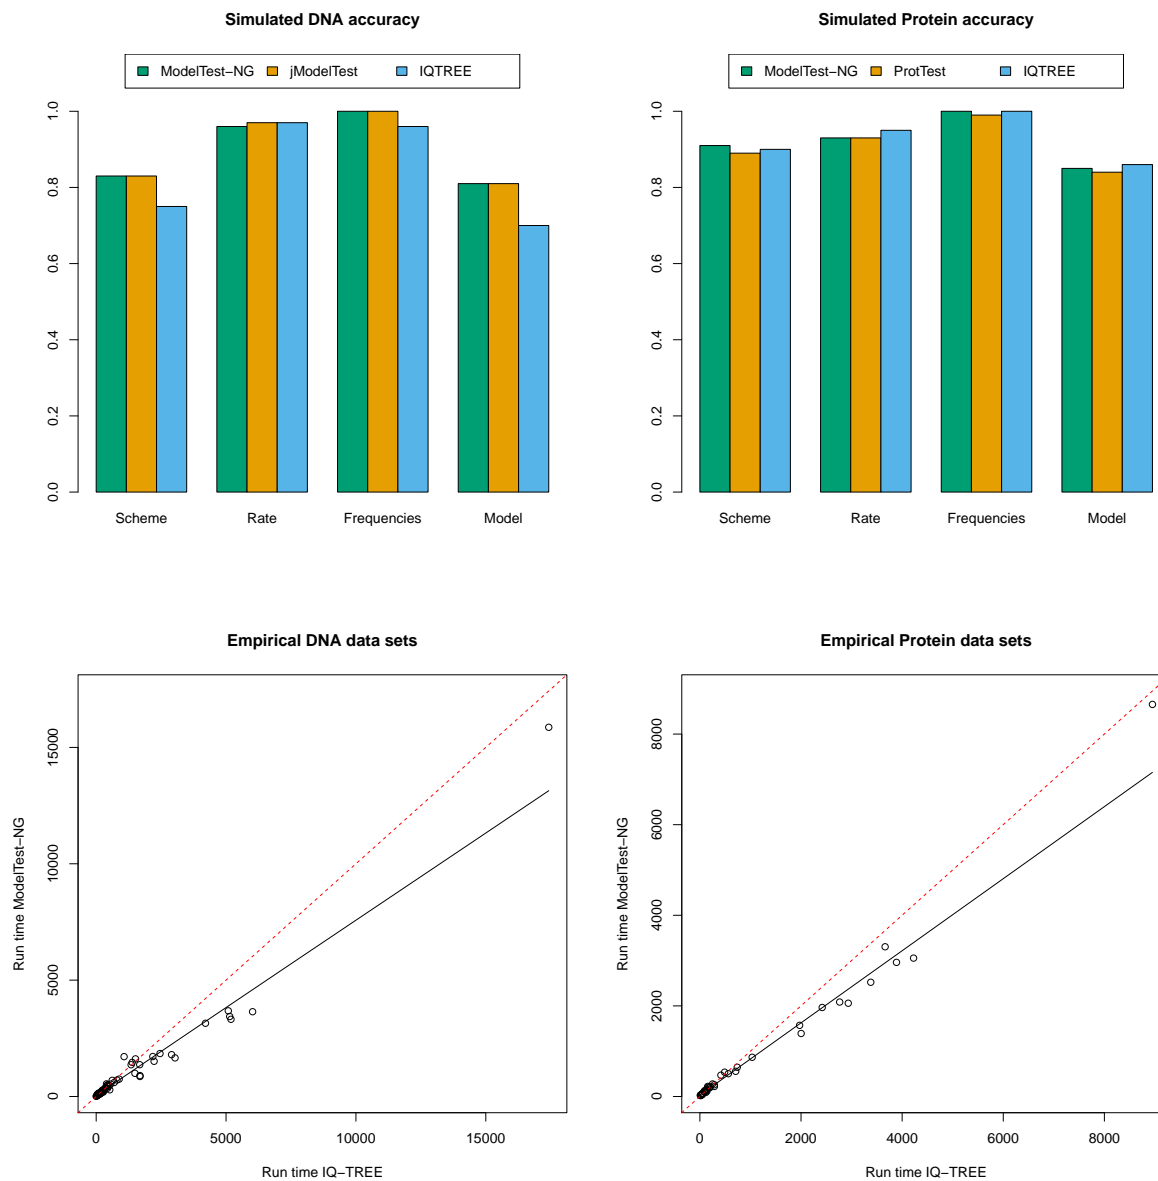 Simulated DNA accuracy
ModelTest−NG jModelTest IQTREE
1.0
0.8
0.6
0.4
0.2
0.0
Scheme Rate Frequencies Model
Simulated Protein accuracy
ModelTest−NG ProtTest IQTREE
1.0
0.8
0.6
0.4
0.2
0.0
Scheme Rate Frequencies Model
Empirical DNA data sets
Run time ModelTest−NG
15000
10000
5000
0
0 5000 10000 15000
Run time IQ−TREE
Empirical Protein data sets
Run time ModelTest−NG
8000
6000
4000
2000
0
0 2000 4000 6000 8000
Run time IQ−TREE